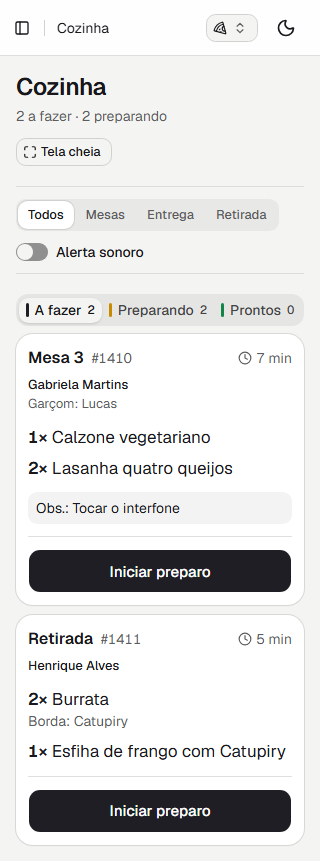 Cozinha
Cozinha
2 a fazer · 2 preparando
Tela cheia
Todos Mesas Entrega Retirada
Alerta sonoro
A fazer 2 Preparando 2 Prontos 0
Mesa 3 #1410 7 min
Gabriela Martins
Garçom: Lucas
1× Calzone vegetariano
2× Lasanha quatro queijos
Obs.: Tocar o interfone
Iniciar preparo
Retirada #1411 5 min
Henrique Alves
2× Burrata
Borda: Catupiry
1× Esfiha de frango com Catupiry
Iniciar preparo